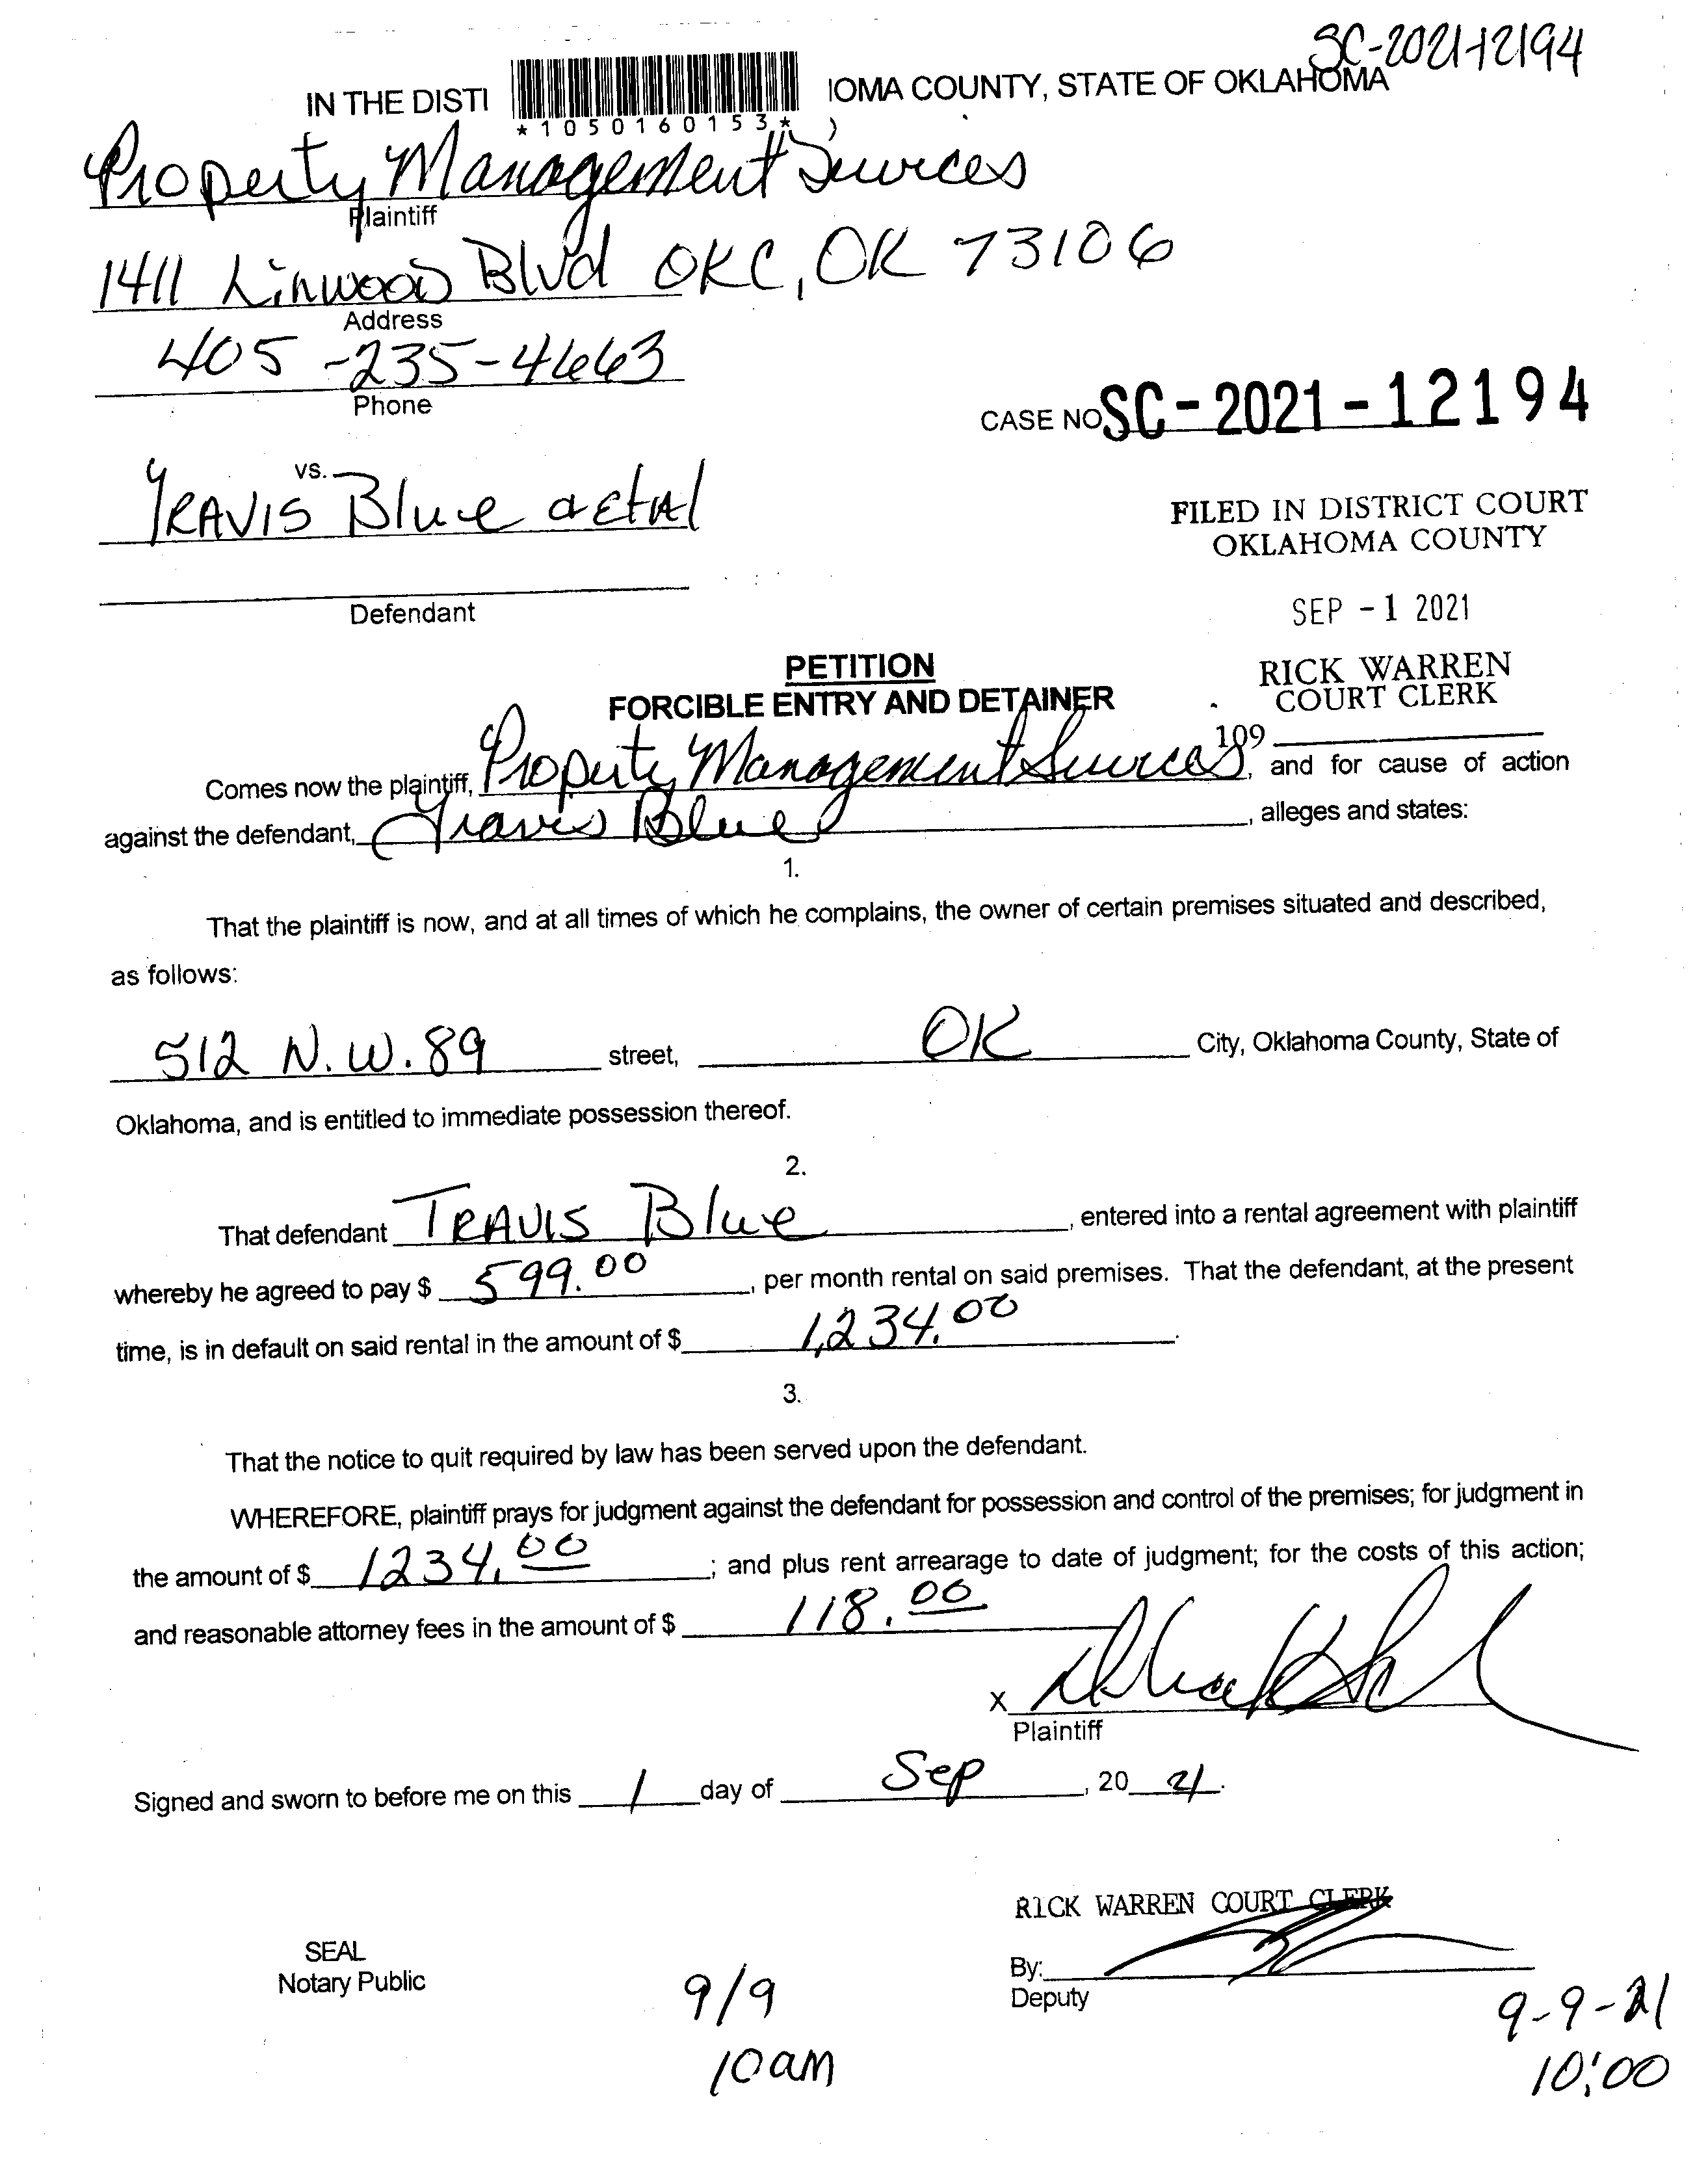 SC-2021-12194
IN THE DISTI IOMA COUNTY, STATE OF OKLAHOMA
*1050160153* )
Property Management Services
Plaintiff
1411 Linwood Blvd OKC, OK 73106
Address
405-235-4663
Phone
CASE NO SC-2021-12194
vs.
TRAVIS Blue et al
FILED IN DISTRICT COURT
OKLAHOMA COUNTY
Defendant
SEP -1 2021
PETITION
RICK WARREN
FORCIBLE ENTRY AND DETAINER
COURT CLERK
109
Comes now the plaintiff, Property Management Services, and for cause of action
against the defendant, Travis Blue, alleges and states:
1.
That the plaintiff is now, and at all times of which he complains, the owner of certain premises situated and described,
as follows:
512 N.W. 89 street, OK City, Oklahoma County, State of
Oklahoma, and is entitled to immediate possession thereof.
2.
That defendant TRAVIS Blue, entered into a rental agreement with plaintiff
whereby he agreed to pay $ 599.00, per month rental on said premises. That the defendant, at the present
time, is in default on said rental in the amount of $ 1,234.00.
3.
That the notice to quit required by law has been served upon the defendant.
WHEREFORE, plaintiff prays for judgment against the defendant for possession and control of the premises; for judgment in
the amount of $ 1234.00; and plus rent arrearage to date of judgment; for the costs of this action;
and reasonable attorney fees in the amount of $ 118.00
X
Plaintiff
Signed and sworn to before me on this 1 day of Sep, 20 21.
RICK WARREN COURT CLERK
SEAL
Notary Public
By:
Deputy
9/9
10am
9-9-21
10:00